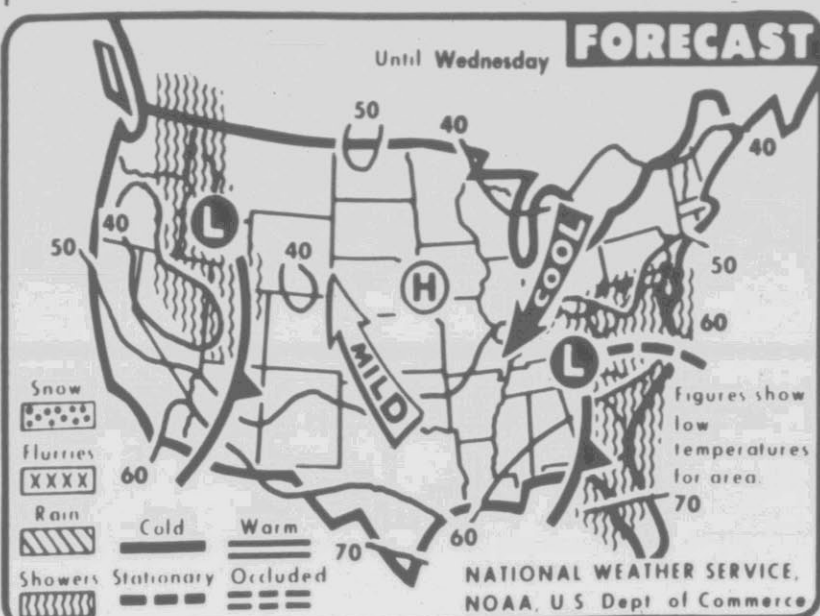 FORECAST
Until Wednesday
50
40
40
40
50
40
L
H
COOL
50
60
MILD
L
Figures show
low
temperatures
for area.
Snow
Flurries
XXXX
Rain
Showers
60
Cold
Warm
Stationary
Occluded
70
60
70
NATIONAL WEATHER SERVICE,
NOAA, U.S. Dept of Commerce